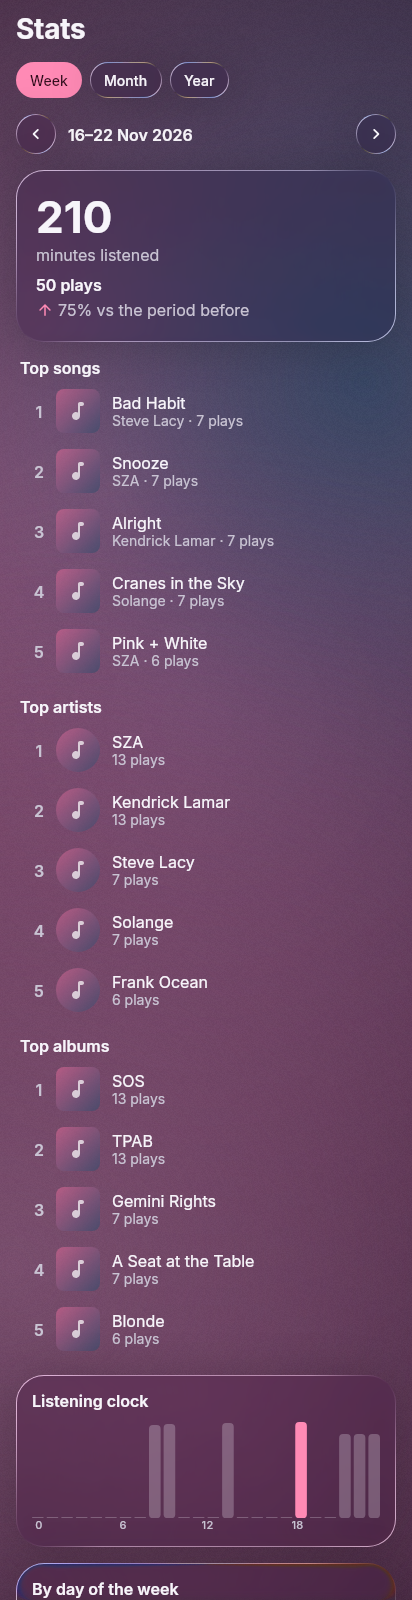 Stats
Week
Month
Year
16–22 Nov 2026
210
minutes listened
50 plays
↑ 75% vs the period before
Top songs
1
Bad Habit
Steve Lacy · 7 plays
2
Snooze
SZA · 7 plays
3
Alright
Kendrick Lamar · 7 plays
4
Cranes in the Sky
Solange · 7 plays
5
Pink + White
SZA · 6 plays
Top artists
1
SZA
13 plays
2
Kendrick Lamar
13 plays
3
Steve Lacy
7 plays
4
Solange
7 plays
5
Frank Ocean
6 plays
Top albums
1
SOS
13 plays
2
TPAB
13 plays
3
Gemini Rights
7 plays
4
A Seat at the Table
7 plays
5
Blonde
6 plays
Listening clock
0 6 12 18
By day of the week